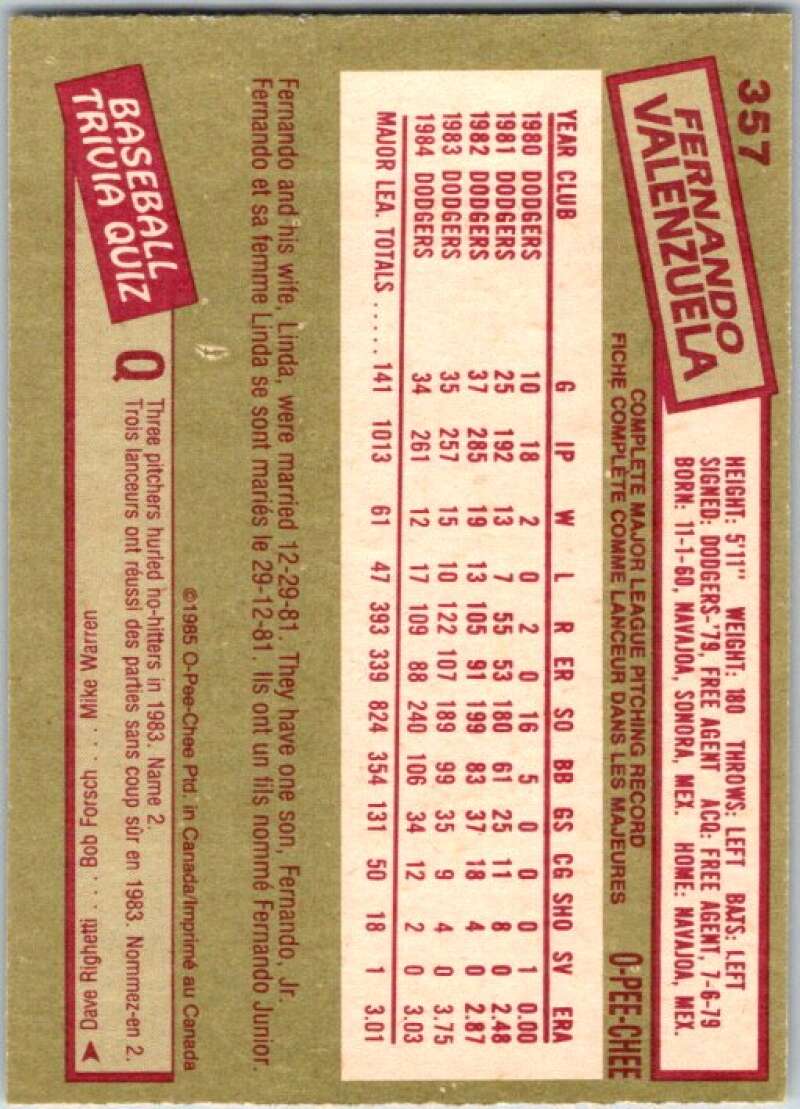 357
FERNANDO
VALENZUELA
HEIGHT: 5'11" WEIGHT: 180 THROWS: LEFT BATS: LEFT
SIGNED: DODGERS-'79, FREE AGENT ACQ: FREE AGENT, 7-6-79
BORN: 11-1-60, NAVAJOA, SONORA, MEX. HOME: NAVAJOA, MEX.
COMPLETE MAJOR LEAGUE PITCHING RECORD
FICHE COMPLÈTE COMME LANCEUR DANS LES MAJEURES
O-PEE-CHEE
YEAR CLUB G IP W L R ER SO BB GS CG SHO SV ERA
1980 DODGERS 10 18 2 0 2 0 16 5 0 0 0 1 0.00
1981 DODGERS 25 192 13 7 55 53 180 61 25 11 8 0 2.48
1982 DODGERS 37 285 19 13 105 91 199 83 37 18 4 0 2.87
1983 DODGERS 35 257 15 10 122 107 189 99 35 9 4 0 3.75
1984 DODGERS 34 261 12 17 109 88 240 106 34 12 2 0 3.03
MAJOR LEA. TOTALS ..... 141 1013 61 47 393 339 824 354 131 50 18 1 3.01
Fernando and his wife, Linda, were married 12-29-81. They have one son, Fernando, Jr.
Fernando et sa femme Linda se sont mariés le 29-12-81. Ils ont un fils nommé Fernando Junior.
©1985 O-Pee-Chee Ptd. in Canada/Imprimé au Canada
BASEBALL
TRIVIA QUIZ
Q Three pitchers hurled no-hitters in 1983. Name 2.
Trois lanceurs ont réussi des parties sans coup sûr en 1983. Nommez-en 2.
Dave Righetti . . . Bob Forsch . . . Mike Warren